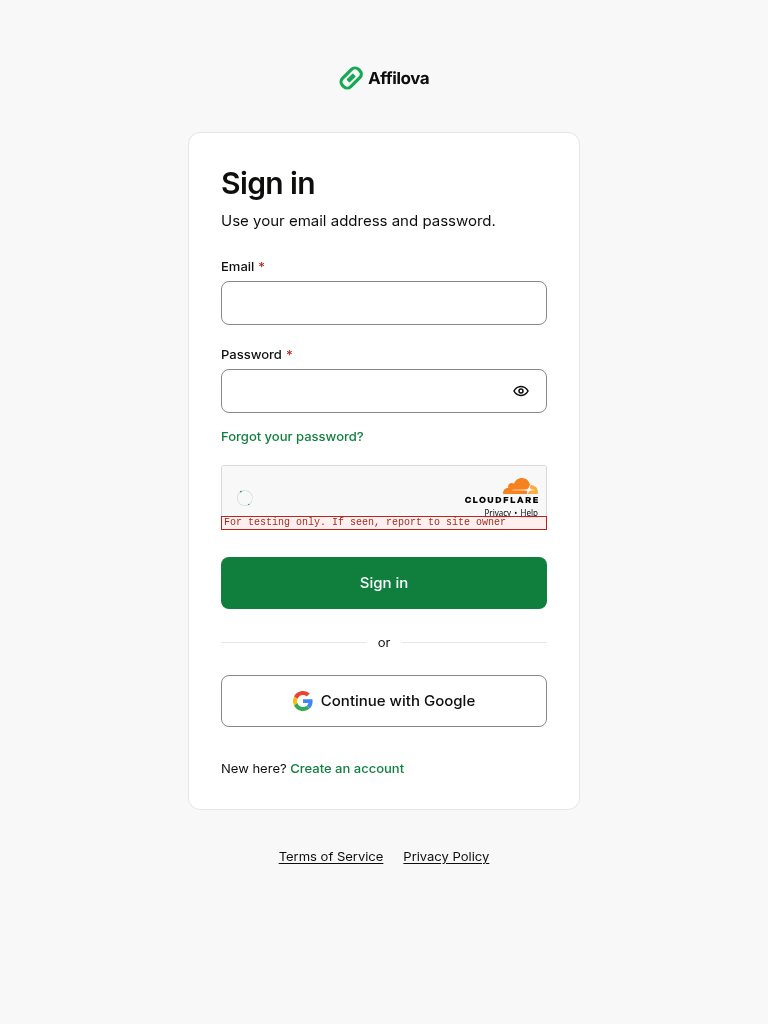 Affilova
Sign in
Use your email address and password.
Email *
Password *
Forgot your password?
CLOUDFLARE
Privacy • Help
For testing only. If seen, report to site owner
Sign in
or
Continue with Google
New here? Create an account
Terms of Service Privacy Policy